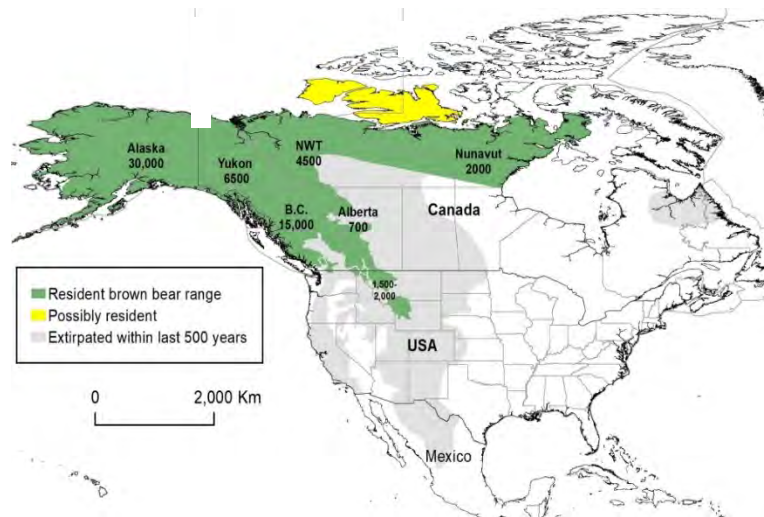 Alaska
30,000
Yukon
6500
NWT
4500
Nunavut
2000
B.C.
15,000
Alberta
700
Canada
1,500-
2,000
USA
Mexico
Resident brown bear range
Possibly resident
Extirpated within last 500 years
0 2,000 Km